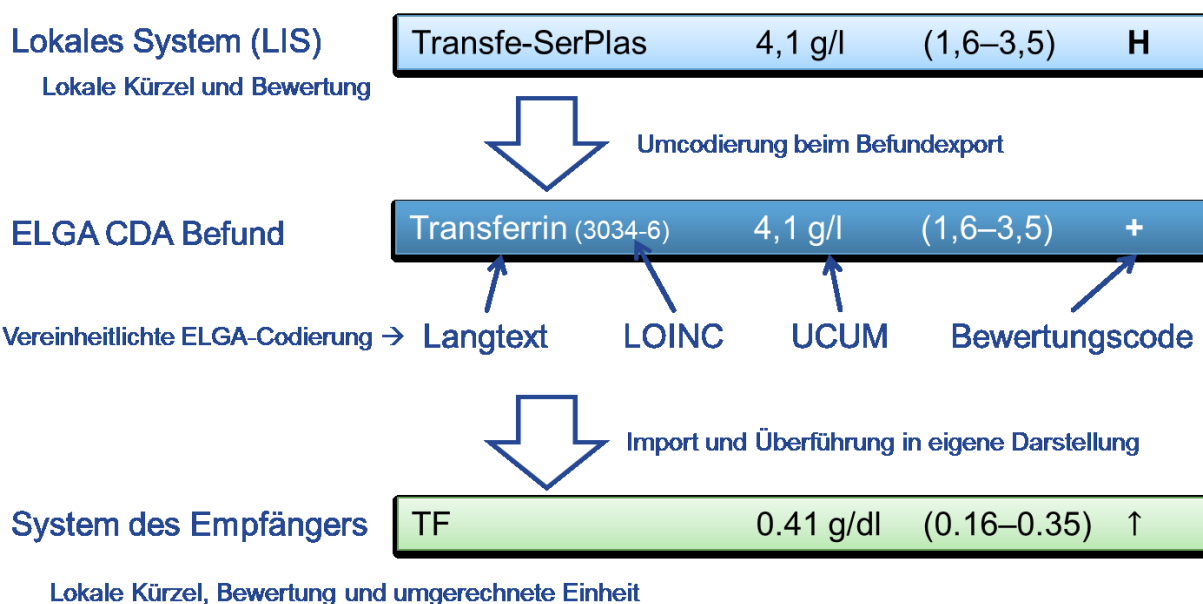 Lokales System (LIS) Transfe-SerPlas 4,1 g/l (1,6–3,5) H
Lokale Kürzel und Bewertung
Umcodierung beim Befundexport
ELGA CDA Befund Transferrin (3034-6) 4,1 g/l (1,6–3,5) +
Vereinheitlichte ELGA-Codierung → Langtext LOINC UCUM Bewertungscode
Import und Überführung in eigene Darstellung
System des Empfängers TF 0.41 g/dl (0.16–0.35) ↑
Lokale Kürzel, Bewertung und umgerechnete Einheit